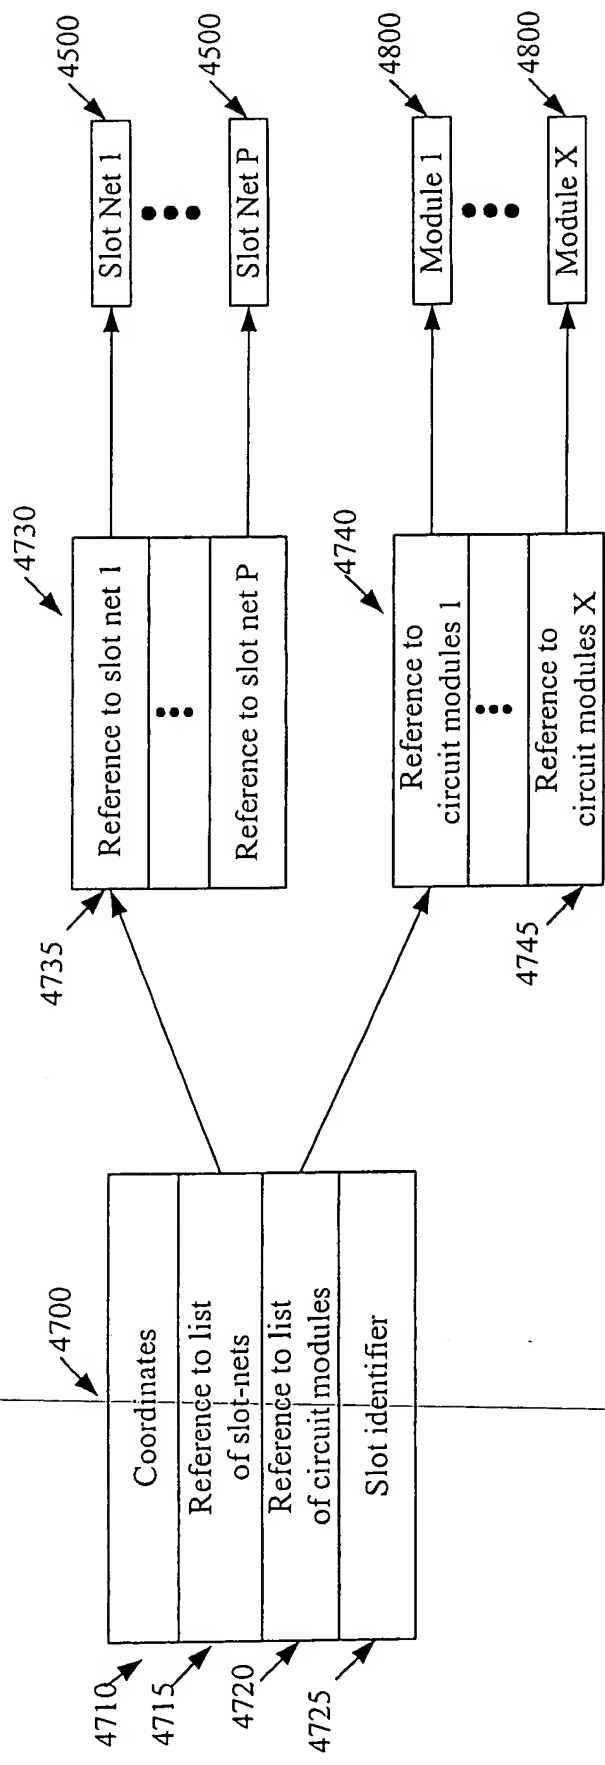 4700
4710
Coordinates
4715
Reference to list
of slot-nets
4720
Reference to list
of circuit modules
4725
Slot identifier
4730
4735
Reference to slot net 1
Reference to slot net P
4740
Reference to
circuit modules 1
4745
Reference to
circuit modules X
4500
Slot Net 1
4500
Slot Net P
4800
Module 1
4800
Module X